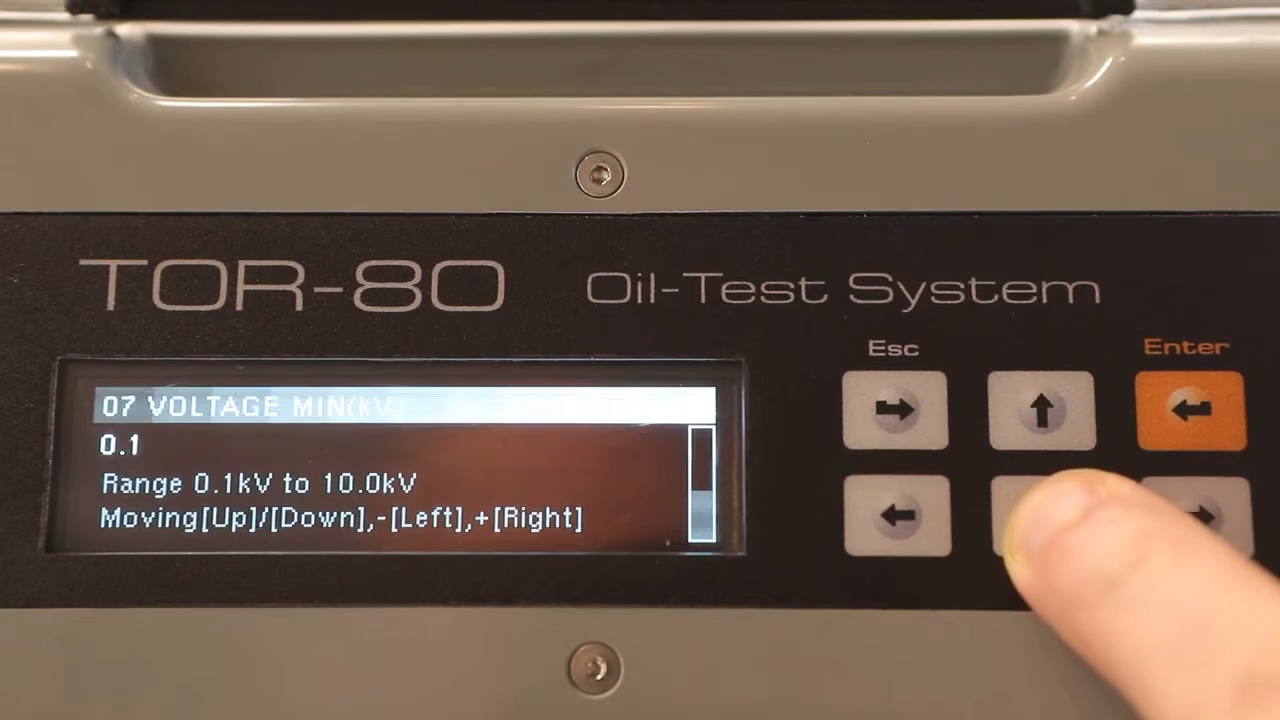 TOR-80 Oil-Test System
Esc
Enter
07 VOLTAGE MIN(kV)
0.1
Range 0.1kV to 10.0kV
Moving[Up]/[Down],-[Left],+[Right]